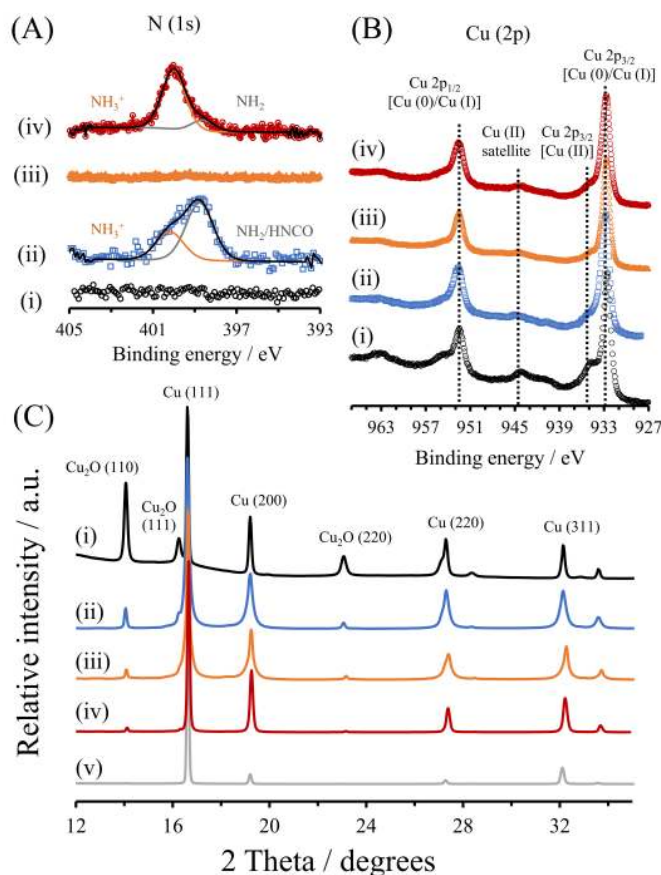 (A)
N (1s)
NH₃⁺
NH₂
(iv)
(iii)
NH₃⁺
NH₂/HNCO
(ii)
(i)
405 401 397 393
Binding energy / eV
(B)
Cu (2p)
Cu 2p₃/₂
[Cu (0)/Cu (I)]
Cu 2p₁/₂
[Cu (0)/Cu (I)]
Cu (II)
satellite
Cu 2p₃/₂
[Cu (II)]
(iv)
(iii)
(ii)
(i)
963 957 951 945 939 933 927
Binding energy / eV
(C)
Cu (111)
Cu₂O (110)
Cu₂O
(111)
Cu (200)
Cu₂O (220)
Cu (220)
Cu (311)
(i)
(ii)
(iii)
(iv)
(v)
Relative intensity / a.u.
12 16 20 24 28 32
2 Theta / degrees